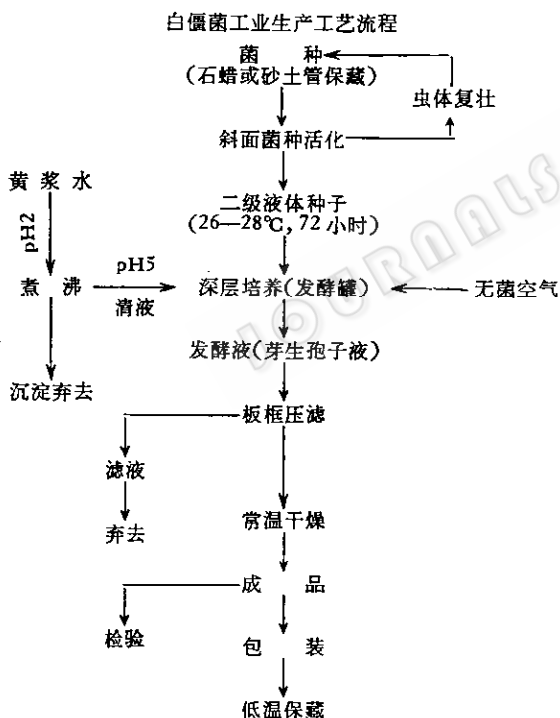 白僵菌工业生产工艺流程
菌 种
(石蜡或砂土管保藏)
虫体复壮
斜面菌种活化
黄 浆 水
二级液体种子
(26—28℃, 72 小时)
pH2
pH5
煮 沸
清液
深层培养(发酵罐)
无菌空气
发酵液(芽生孢子液)
沉淀弃去
板框压滤
滤液
常温干燥
弃去
成 品
检验
包 装
低温保藏
JOURNALS